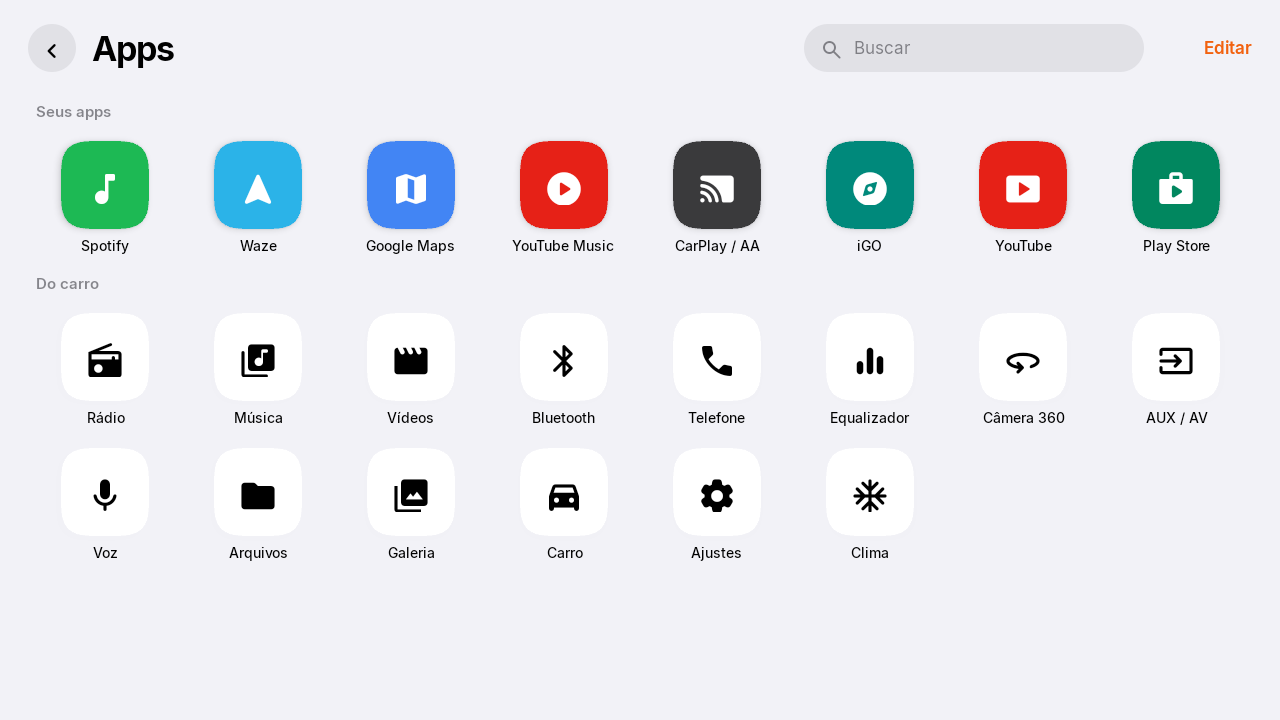 Apps
Buscar
Editar
Seus apps
Spotify
Waze
Google Maps
YouTube Music
CarPlay / AA
iGO
YouTube
Play Store
Do carro
Rádio
Música
Vídeos
Bluetooth
Telefone
Equalizador
Câmera 360
AUX / AV
Voz
Arquivos
Galeria
Carro
Ajustes
Clima